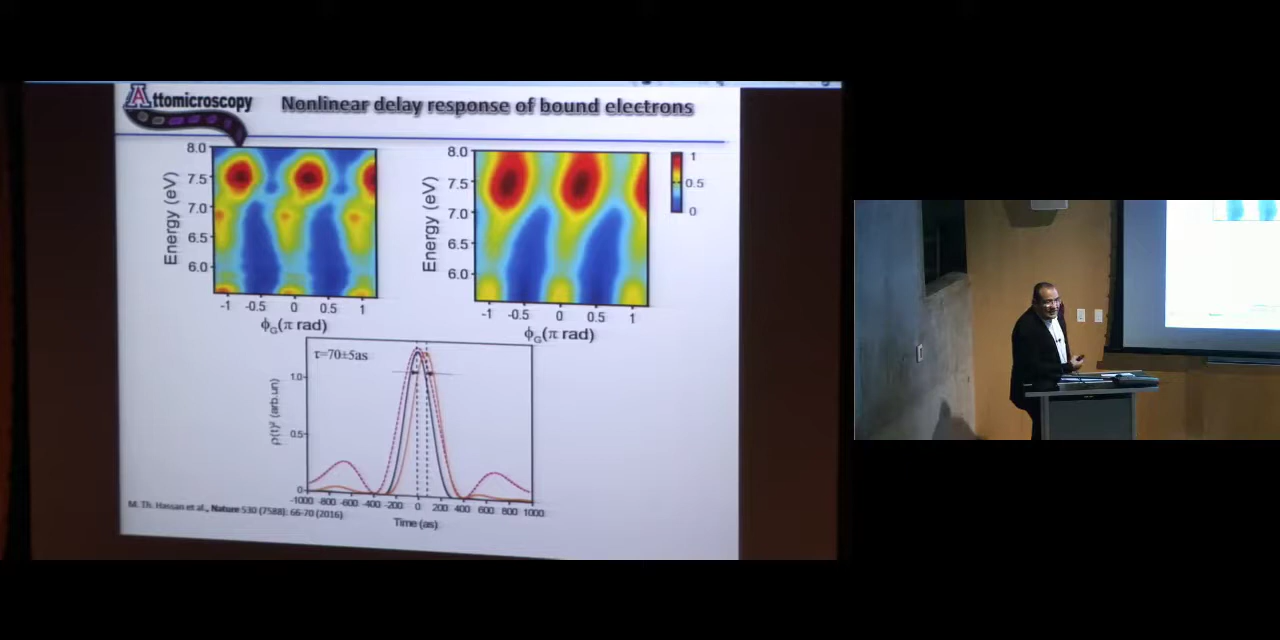 Attomicroscopy
Nonlinear delay response of bound electrons
8.0
7.5
7.0
6.5
6.0
Energy (eV)
-1 -0.5 0 0.5 1
ϕG(π rad)
8.0
7.5
7.0
6.5
6.0
Energy (eV)
-1 -0.5 0 0.5 1
ϕG(π rad)
1
0.5
0
τ=70±5as
1.0
0.5
0
ρ(t)² (arb.un)
-1000 -800 -600 -400 -200 0 200 400 600 800 1000
Time (as)
M. Th. Hassan et al., Nature 530 (7588): 66-70 (2016)